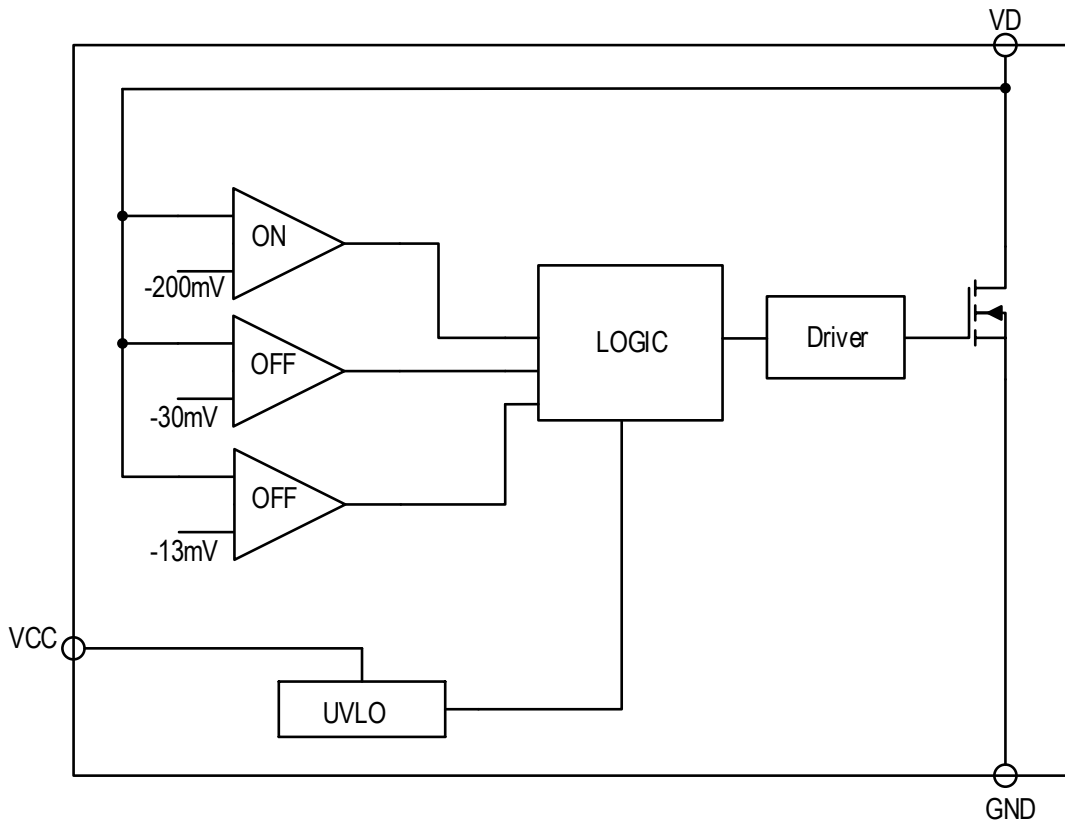 VD
ON
-200mV
OFF
-30mV
OFF
-13mV
LOGIC
Driver
VCC
UVLO
GND